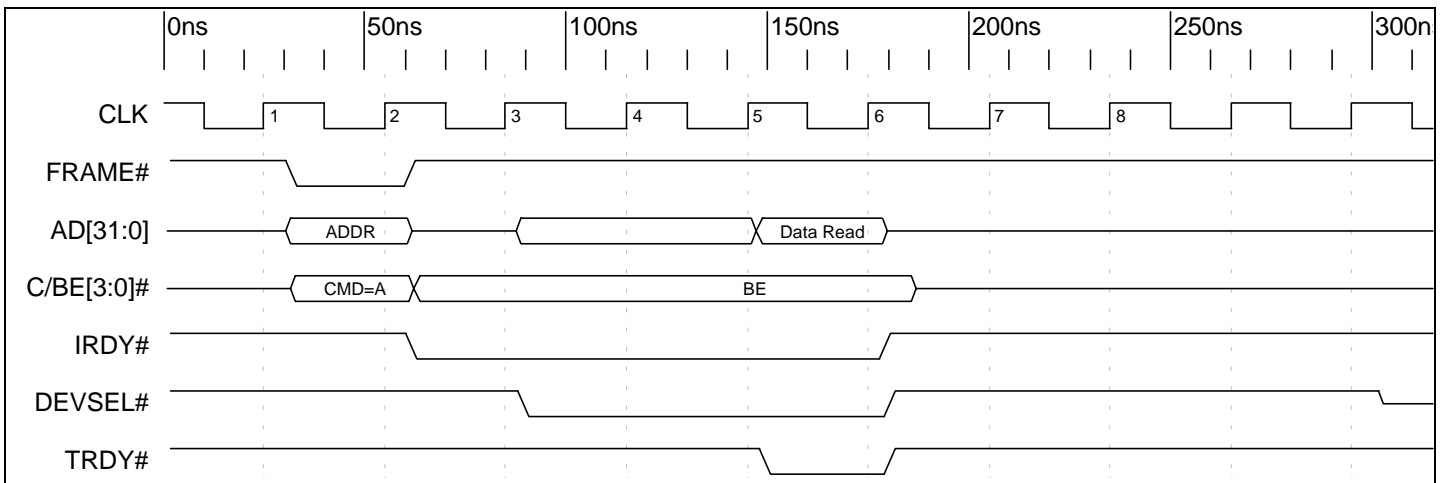 0ns 50ns 100ns 150ns 200ns 250ns 300n
CLK 1 2 3 4 5 6 7 8
FRAME#
AD[31:0] ADDR Data Read
C/BE[3:0]# CMD=A BE
IRDY#
DEVSEL#
TRDY#